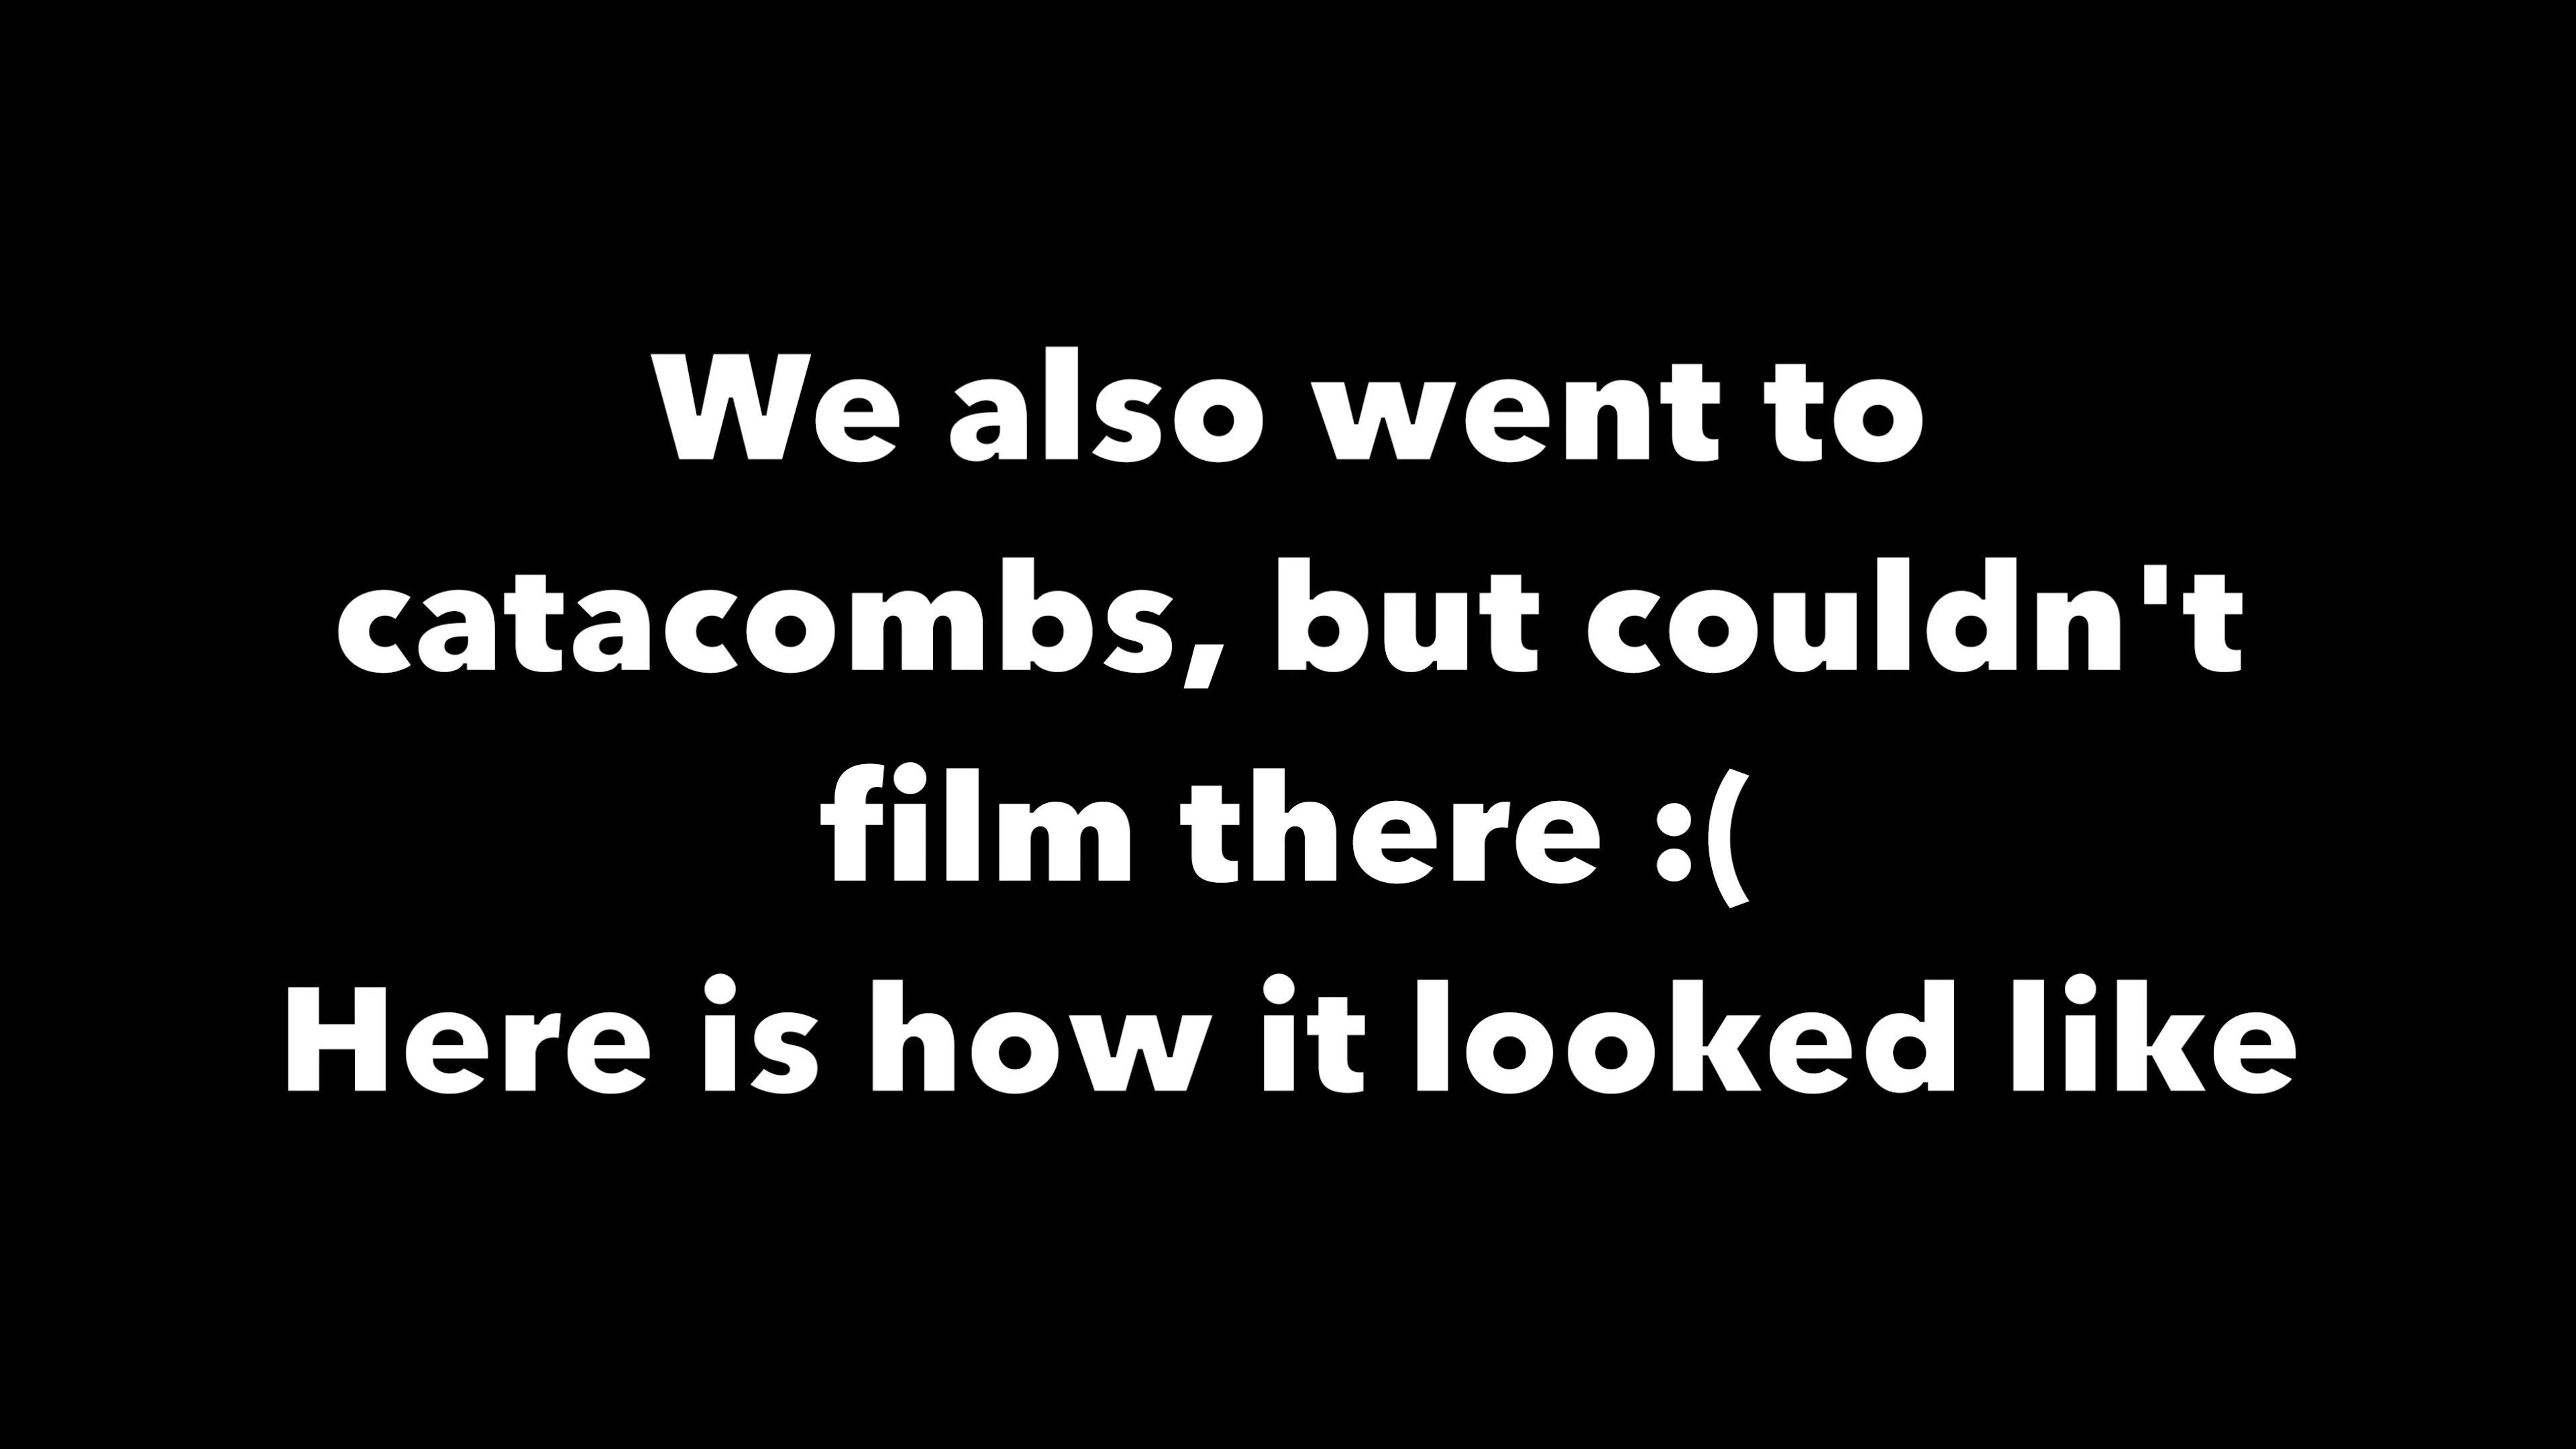 We also went to
catacombs, but couldn't
film there :(
Here is how it looked like